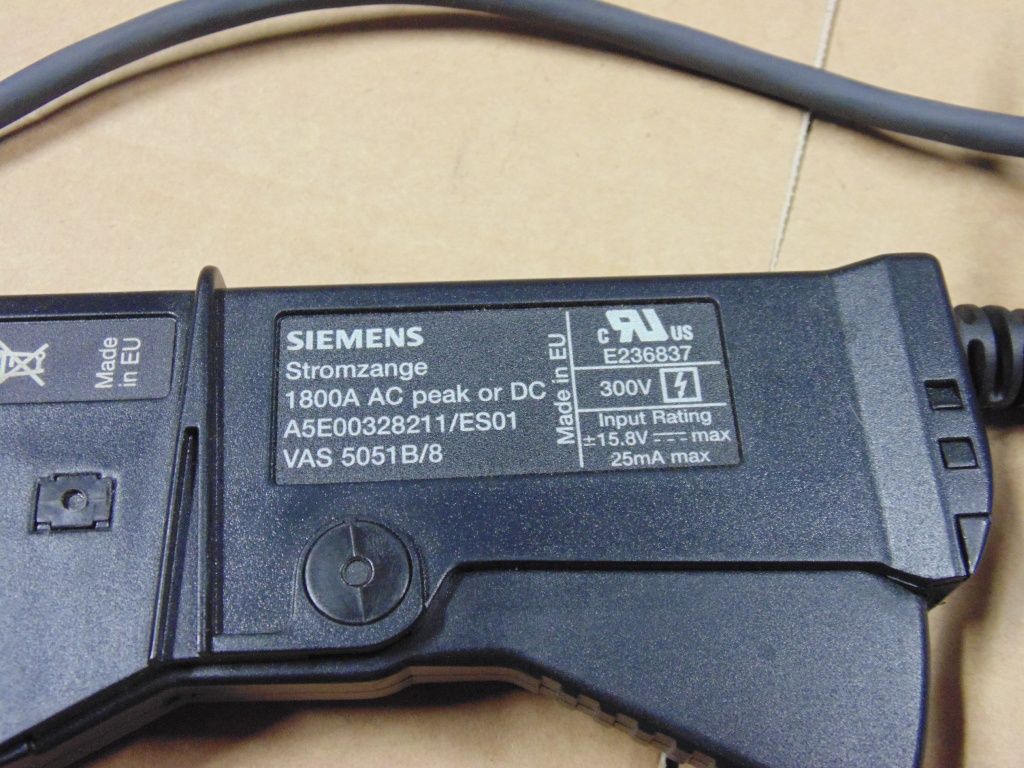 Made
in EU
SIEMENS
Stromzange
1800A AC peak or DC
A5E00328211/ES01
VAS 5051B/8
Made in EU
C RU US
E236837
300V
Input Rating
±15.8V ⎓ max
25mA max